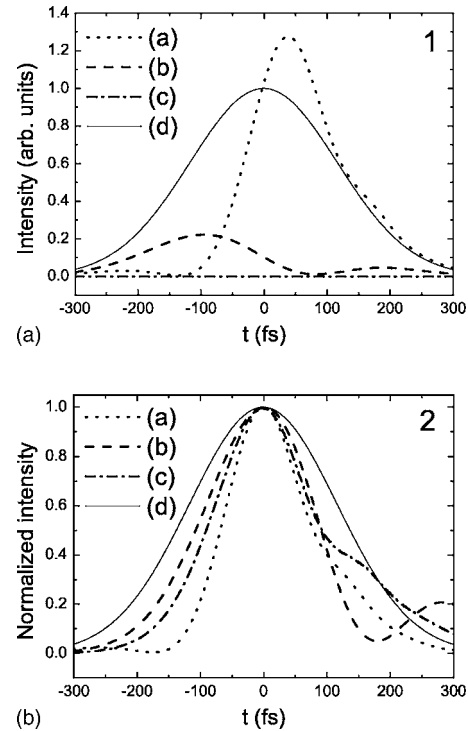 1
(a)
(b)
(c)
(d)
Intensity (arb. units)
1.4
1.2
1.0
0.8
0.6
0.4
0.2
0.0
-300 -200 -100 0 100 200 300
t (fs)
(a)
2
(a)
(b)
(c)
(d)
Normalized intensity
1.0
0.8
0.6
0.4
0.2
0.0
-300 -200 -100 0 100 200 300
t (fs)
(b)